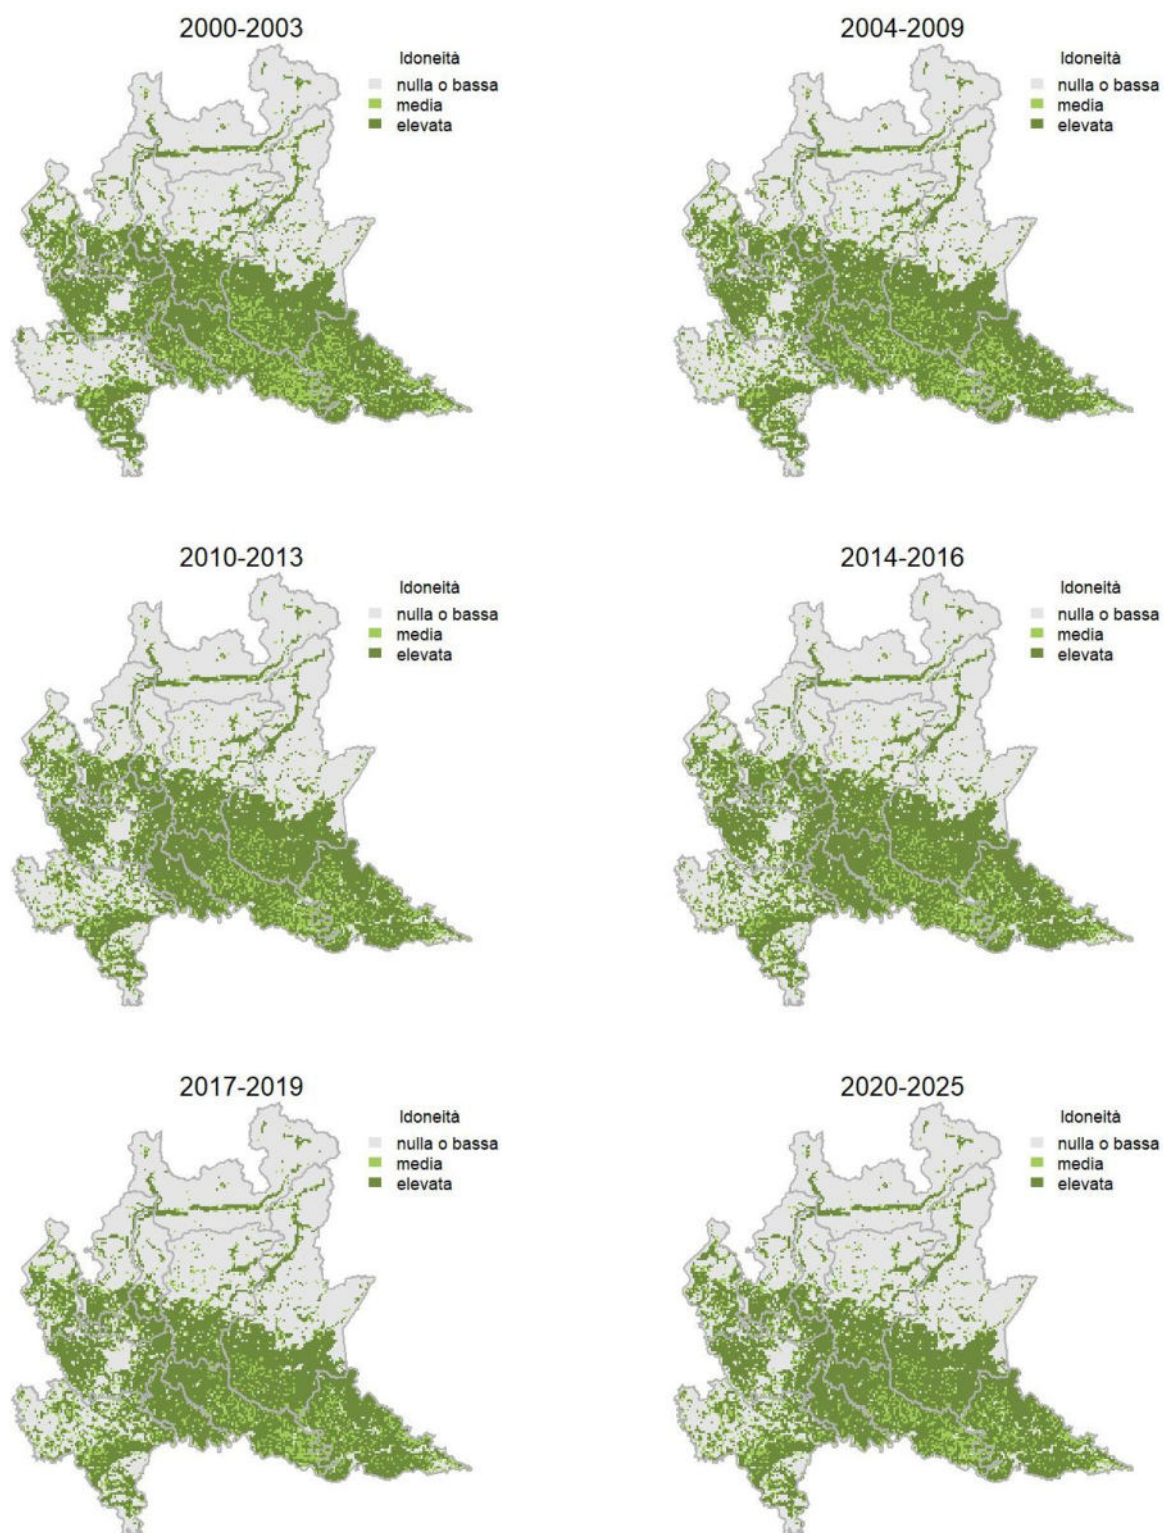 2000-2003
Idoneità
nulla o bassa
media
elevata
2004-2009
Idoneità
nulla o bassa
media
elevata
2010-2013
Idoneità
nulla o bassa
media
elevata
2014-2016
Idoneità
nulla o bassa
media
elevata
2017-2019
Idoneità
nulla o bassa
media
elevata
2020-2025
Idoneità
nulla o bassa
media
elevata